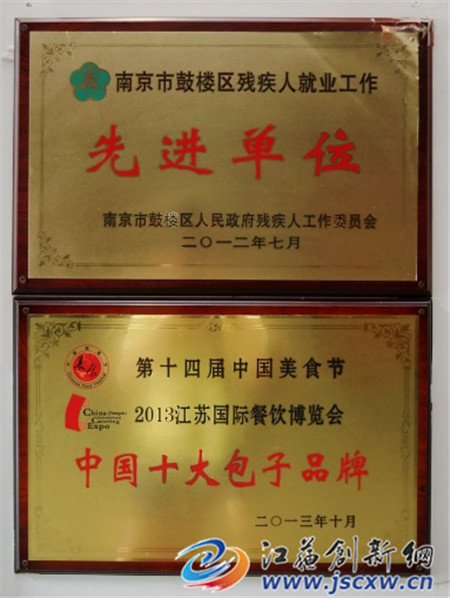 南京市鼓楼区残疾人就业工作
先进单位
南京市鼓楼区人民政府残疾人工作委员会
二〇一二年七月
第十四届中国美食节
2013江苏国际餐饮博览会
China
Catering
Expo
中国十大包子品牌
二〇一三年十月
江苏创新网
www.jscxw.cn